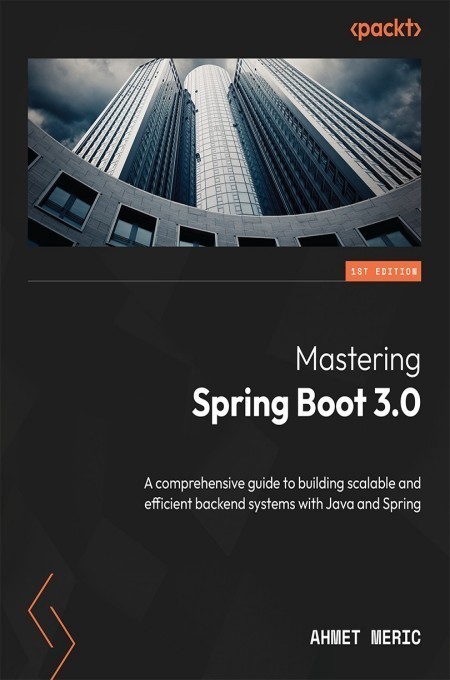 <packt>
1ST EDITION
Mastering
Spring Boot 3.0
A comprehensive guide to building scalable and
efficient backend systems with Java and Spring
AHMET MERIC